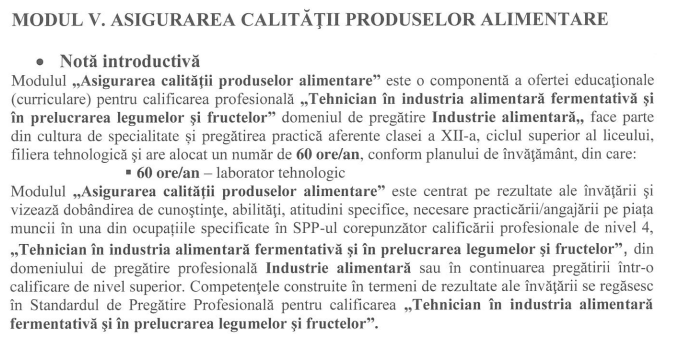 MODUL V. ASIGURAREA CALITĂŢII PRODUSELOR ALIMENTARE
• Notă introductivă
Modulul „Asigurarea calităţii produselor alimentare” este o componentă a ofertei educaţionale
(curriculare) pentru calificarea profesională „Tehnician în industria alimentară fermentativă şi
în prelucrarea legumelor şi fructelor” domeniul de pregătire Industrie alimentară„ face parte
din cultura de specialitate şi pregătirea practică aferente clasei a XII-a, ciclul superior al liceului,
filiera tehnologică şi are alocat un număr de 60 ore/an, conform planului de învăţământ, din care:
▪ 60 ore/an – laborator tehnologic
Modulul „Asigurarea calităţii produselor alimentare” este centrat pe rezultate ale învăţării şi
vizează dobândirea de cunoştinţe, abilităţi, atitudini specifice, necesare practicării/angajării pe piaţa
muncii în una din ocupaţiile specificate în SPP-ul corepunzător calificării profesionale de nivel 4,
„Tehnician în industria alimentară fermentativă şi în prelucrarea legumelor şi fructelor”, din
domeniului de pregătire profesională Industrie alimentară sau în continuarea pregătirii într-o
calificare de nivel superior. Competenţele construite în termeni de rezultate ale învăţării se regăsesc
în Standardul de Pregătire Profesională pentru calificarea „Tehnician în industria alimentară
fermentativă şi în prelucrarea legumelor şi fructelor”.